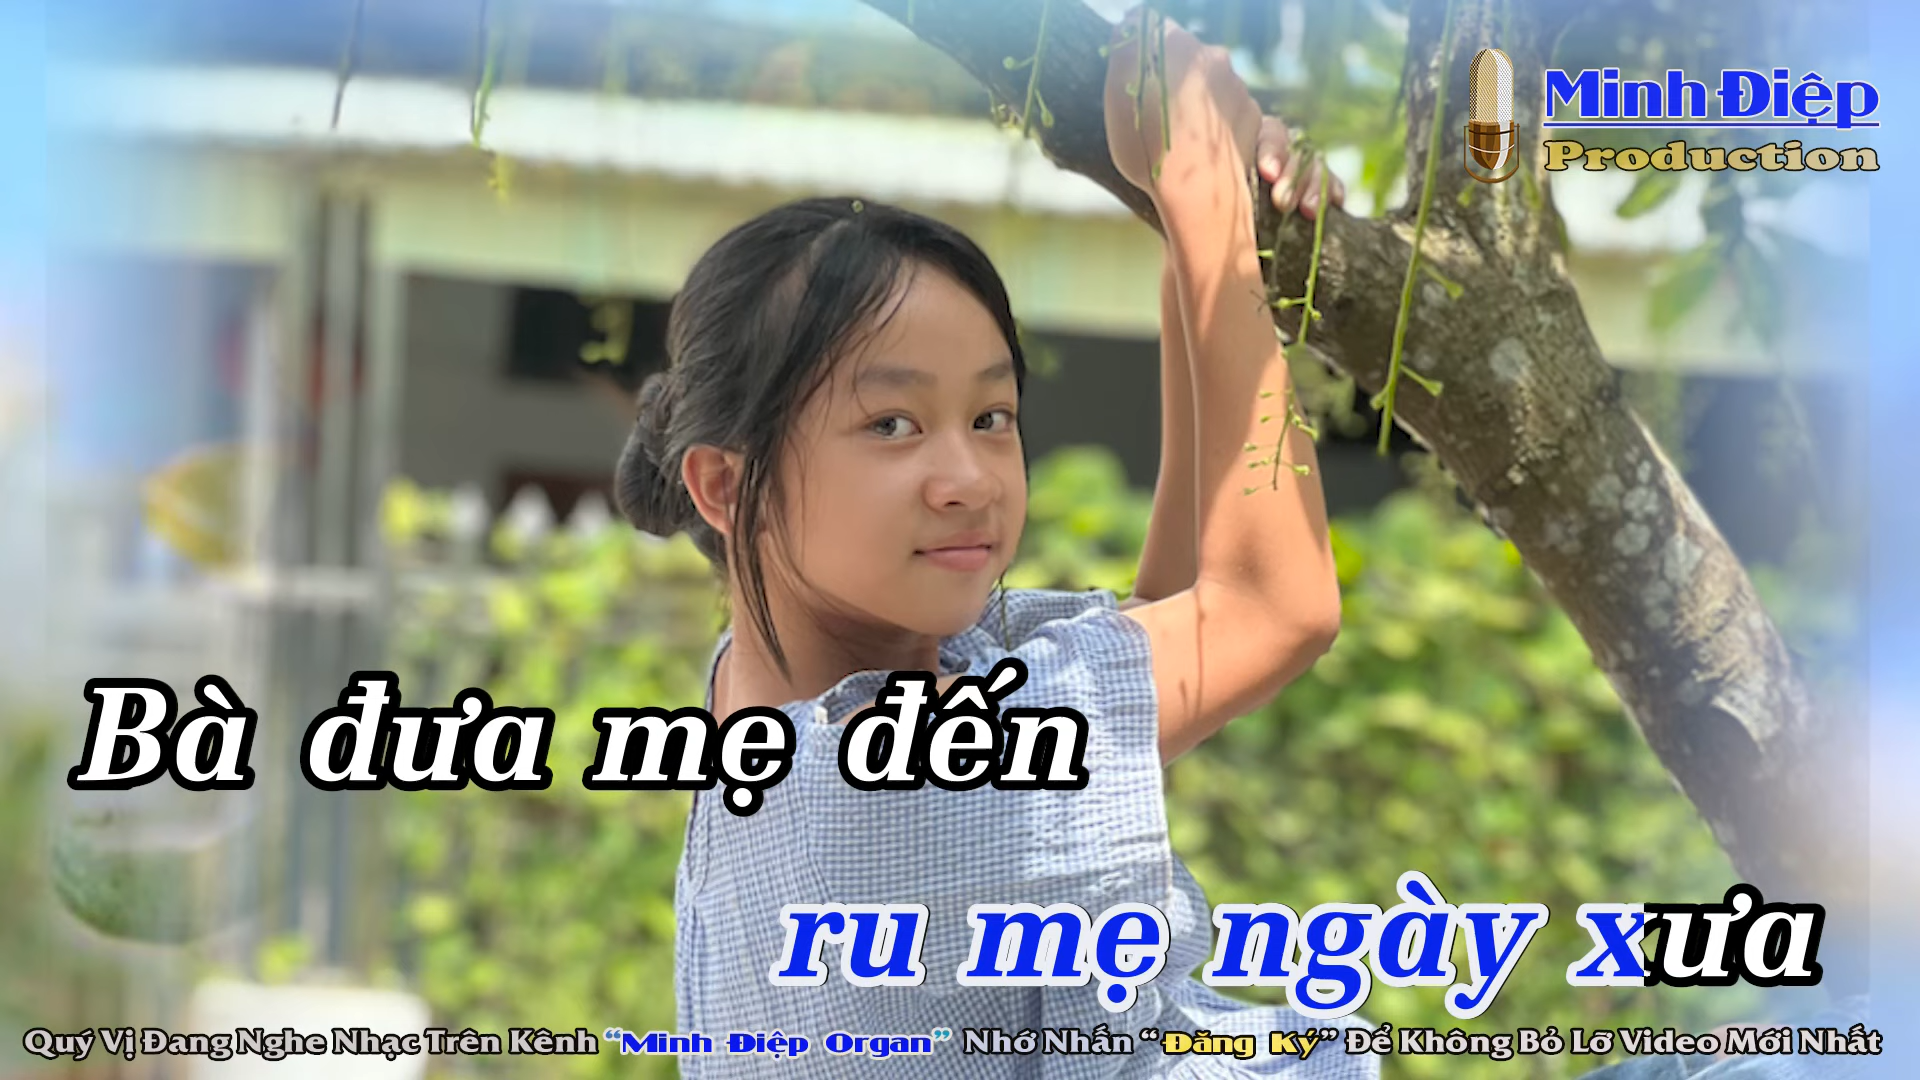 Minh Điệp
Production
Bà đưa mẹ đến
ru mẹ ngày xưa
Quý Vị Đang Nghe Nhạc Trên Kênh “Minh Điệp Organ” Nhớ Nhấn “Đăng Ký” Để Không Bỏ Lỡ Video Mới Nhất